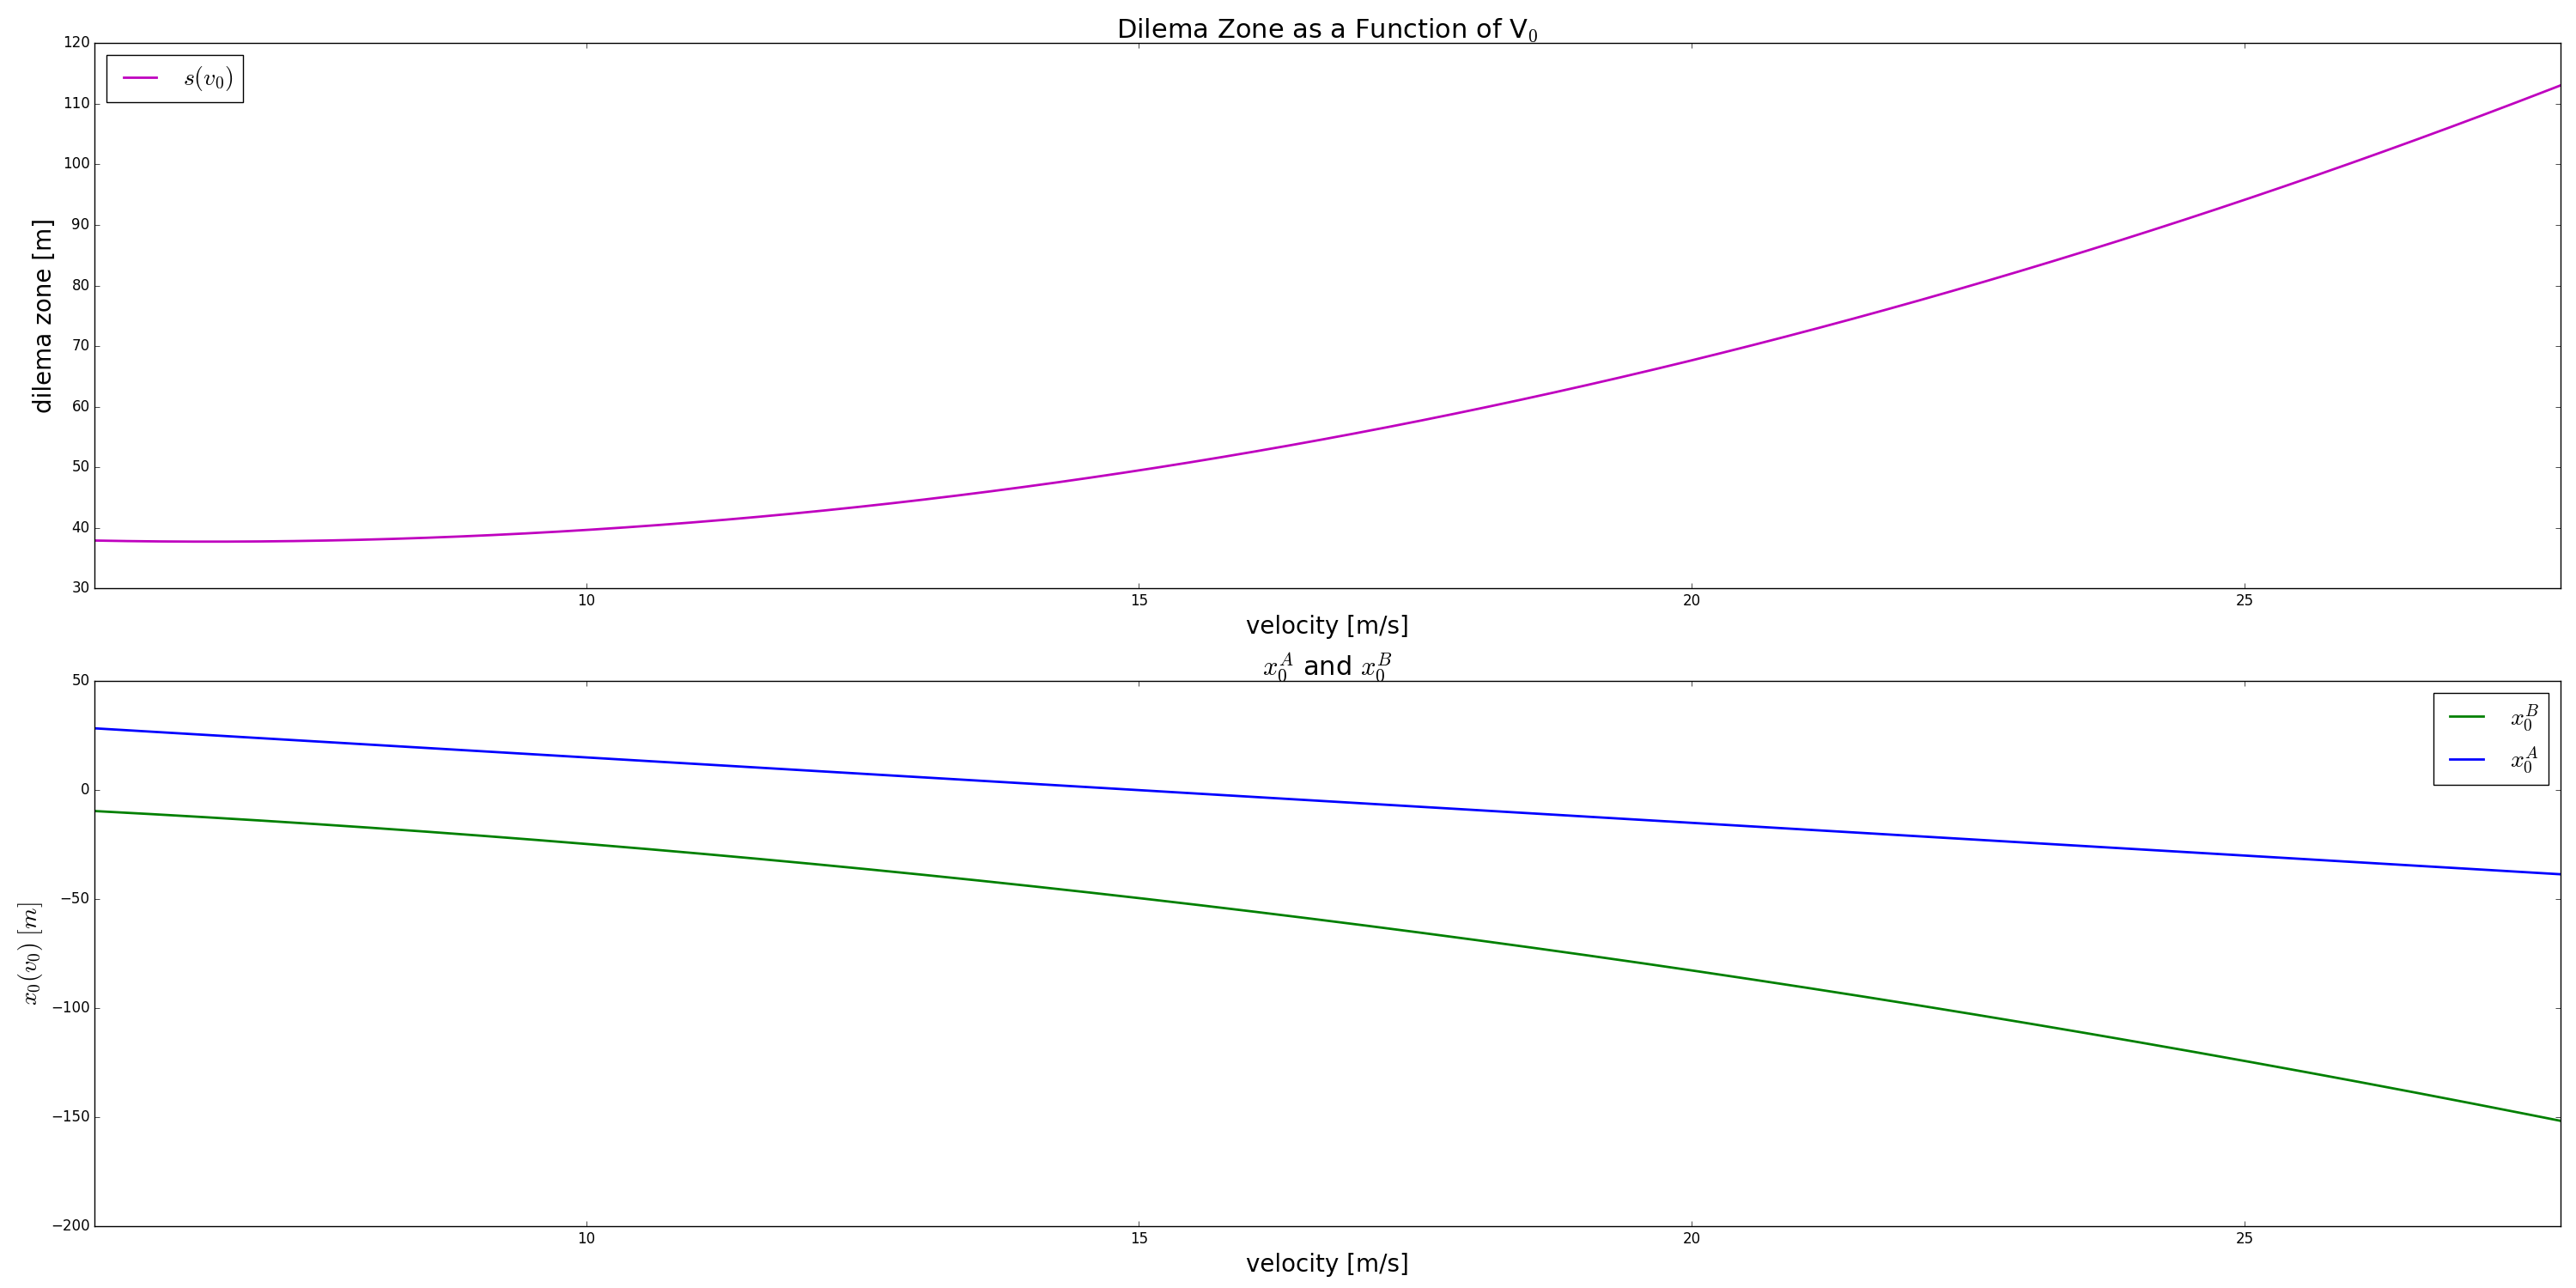 Dilema Zone as a Function of V₀
s(v₀)
120
110
100
90
80
70
60
50
40
30
dilema zone [m]
10 15 20 25
velocity [m/s]
x₀ᴬ and x₀ᴮ
x₀ᴮ
x₀ᴬ
50
0
−50
−100
−150
−200
x₀(v₀) [m]
10 15 20 25
velocity [m/s]